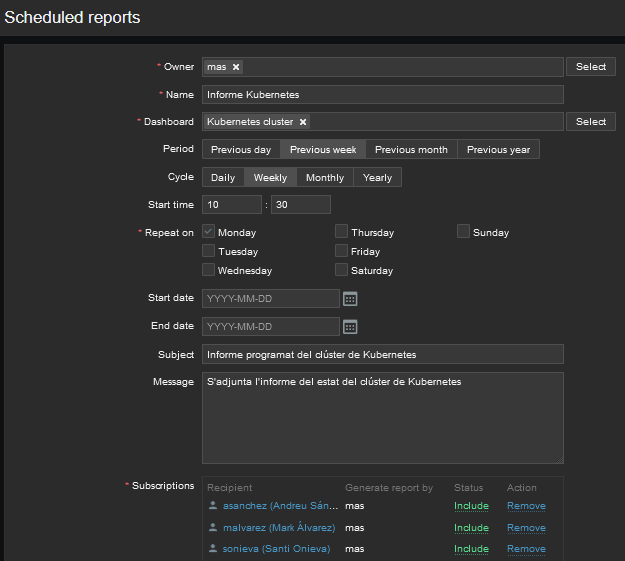 Scheduled reports
* Owner mas Select
* Name Informe Kubernetes
* Dashboard Kubernetes cluster Select
Period Previous day Previous week Previous month Previous year
Cycle Daily Weekly Monthly Yearly
Start time 10 : 30
* Repeat on Monday Thursday Sunday
Tuesday Friday
Wednesday Saturday
Start date YYYY-MM-DD
End date YYYY-MM-DD
Subject Informe programat del clúster de Kubernetes
Message S'adjunta l'informe del estat del clúster de Kubernetes
* Subscriptions Recipient Generate report by Status Action
asanchez (Andreu Sán... mas Include Remove
malvarez (Mark Álvarez) mas Include Remove
sonieva (Santi Onieva) mas Include Remove